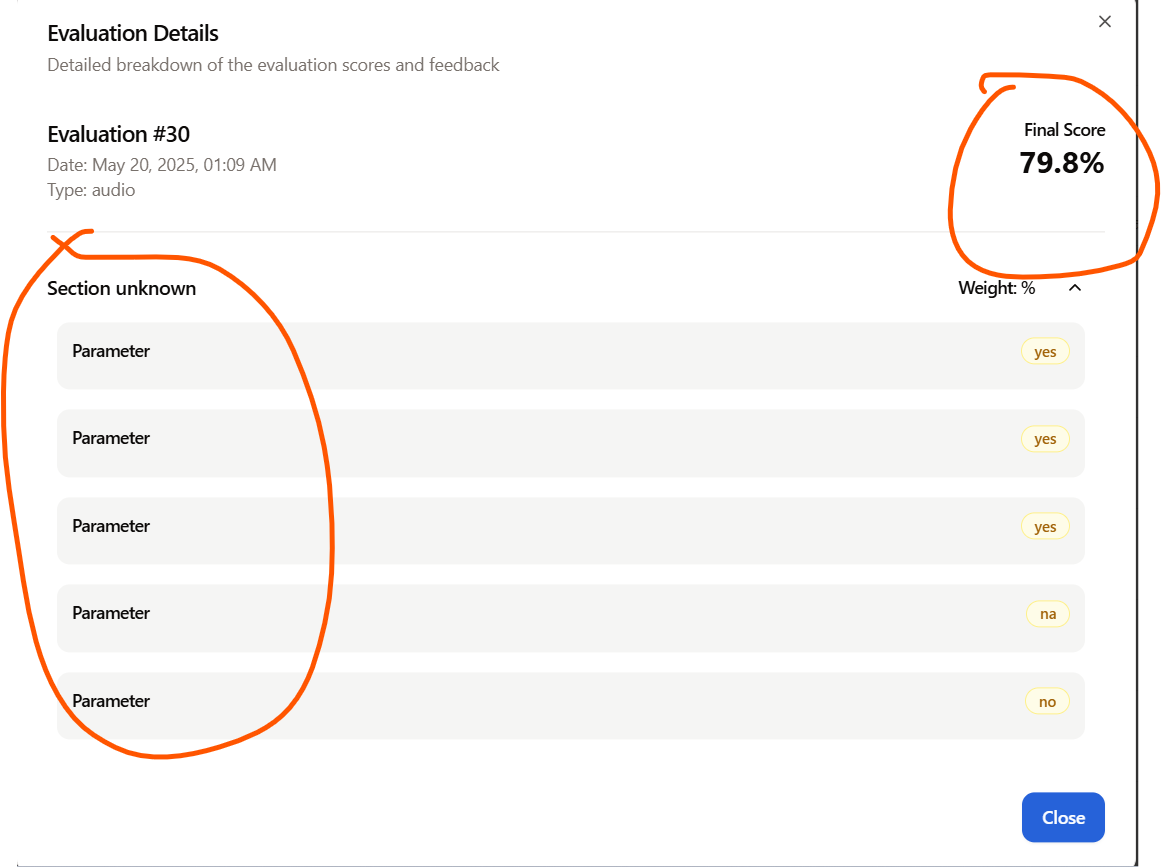 Evaluation Details
Detailed breakdown of the evaluation scores and feedback
Evaluation #30
Date: May 20, 2025, 01:09 AM
Type: audio
Final Score
79.8%
Section unknown
Weight: %
Parameter
yes
Parameter
yes
Parameter
yes
Parameter
na
Parameter
no
Close